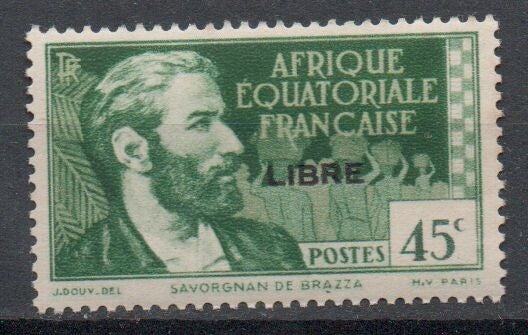 RF
AFRIQUE
ÉQUATORIALE
FRANÇAISE
LIBRE
POSTES 45c
J.DOUY.DEL SAVORGNAN DE BRAZZA H.V. PARIS